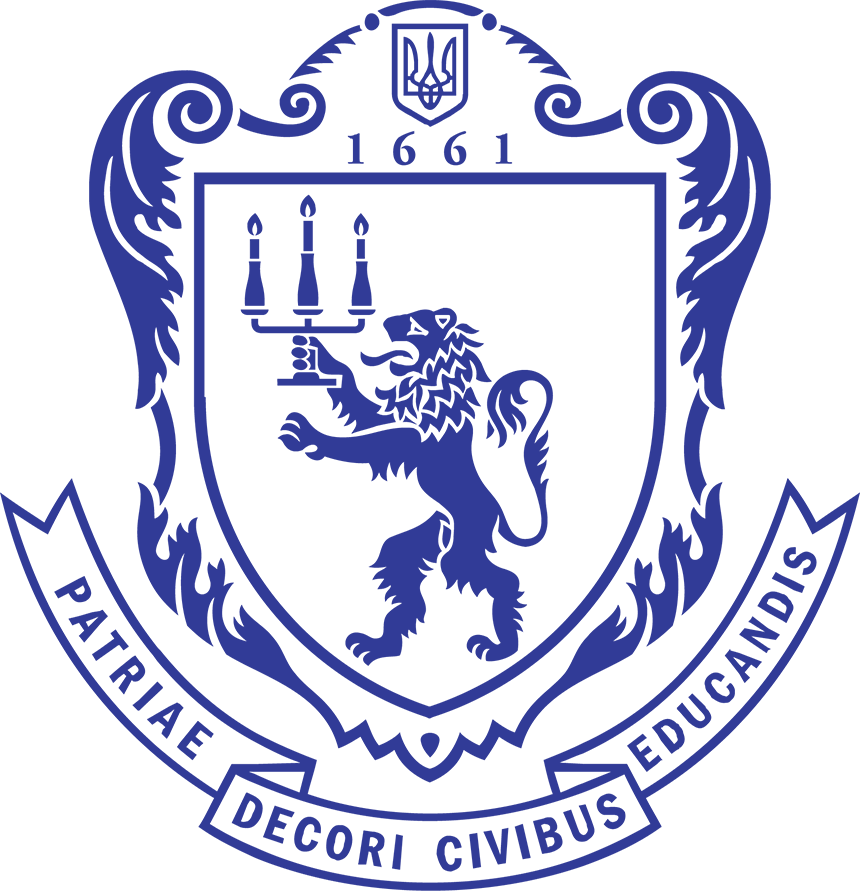 1661
PATRIAE
DECORI CIVIBUS
EDUCANDIS